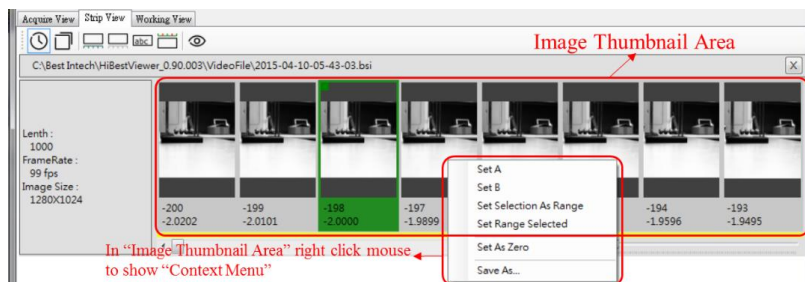 Acquire View Strip View Working View
abc
Image Thumbnail Area
C:\Best Intech\HiBestViewer_0.90.003\VideoFile\2015-04-10-05-43-03.bsi X
Lenth :
1000
FrameRate :
99 fps
Image Size :
1280X1024
-200 -199 -198 -197 -194 -193
-2.0202 -2.0101 -2.0000 -1.9899 -1.9596 -1.9495
Set A
Set B
Set Selection As Range
Set Range Selected
Set As Zero
Save As...
In “Image Thumbnail Area” right click mouse
to show “Context Menu”